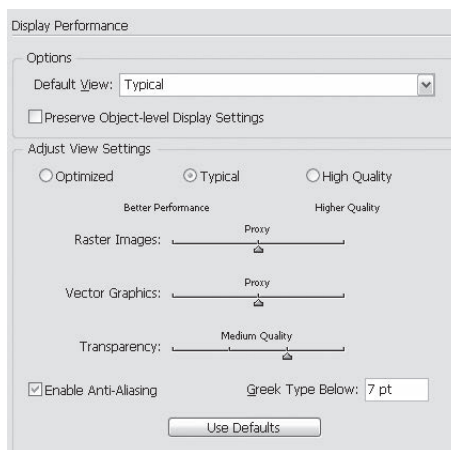 Display Performance
Options
Default View: Typical
Preserve Object-level Display Settings
Adjust View Settings
Optimized Typical High Quality
Better Performance Higher Quality
Proxy
Raster Images:
Proxy
Vector Graphics:
Medium Quality
Transparency:
Enable Anti-Aliasing Greek Type Below: 7 pt
Use Defaults